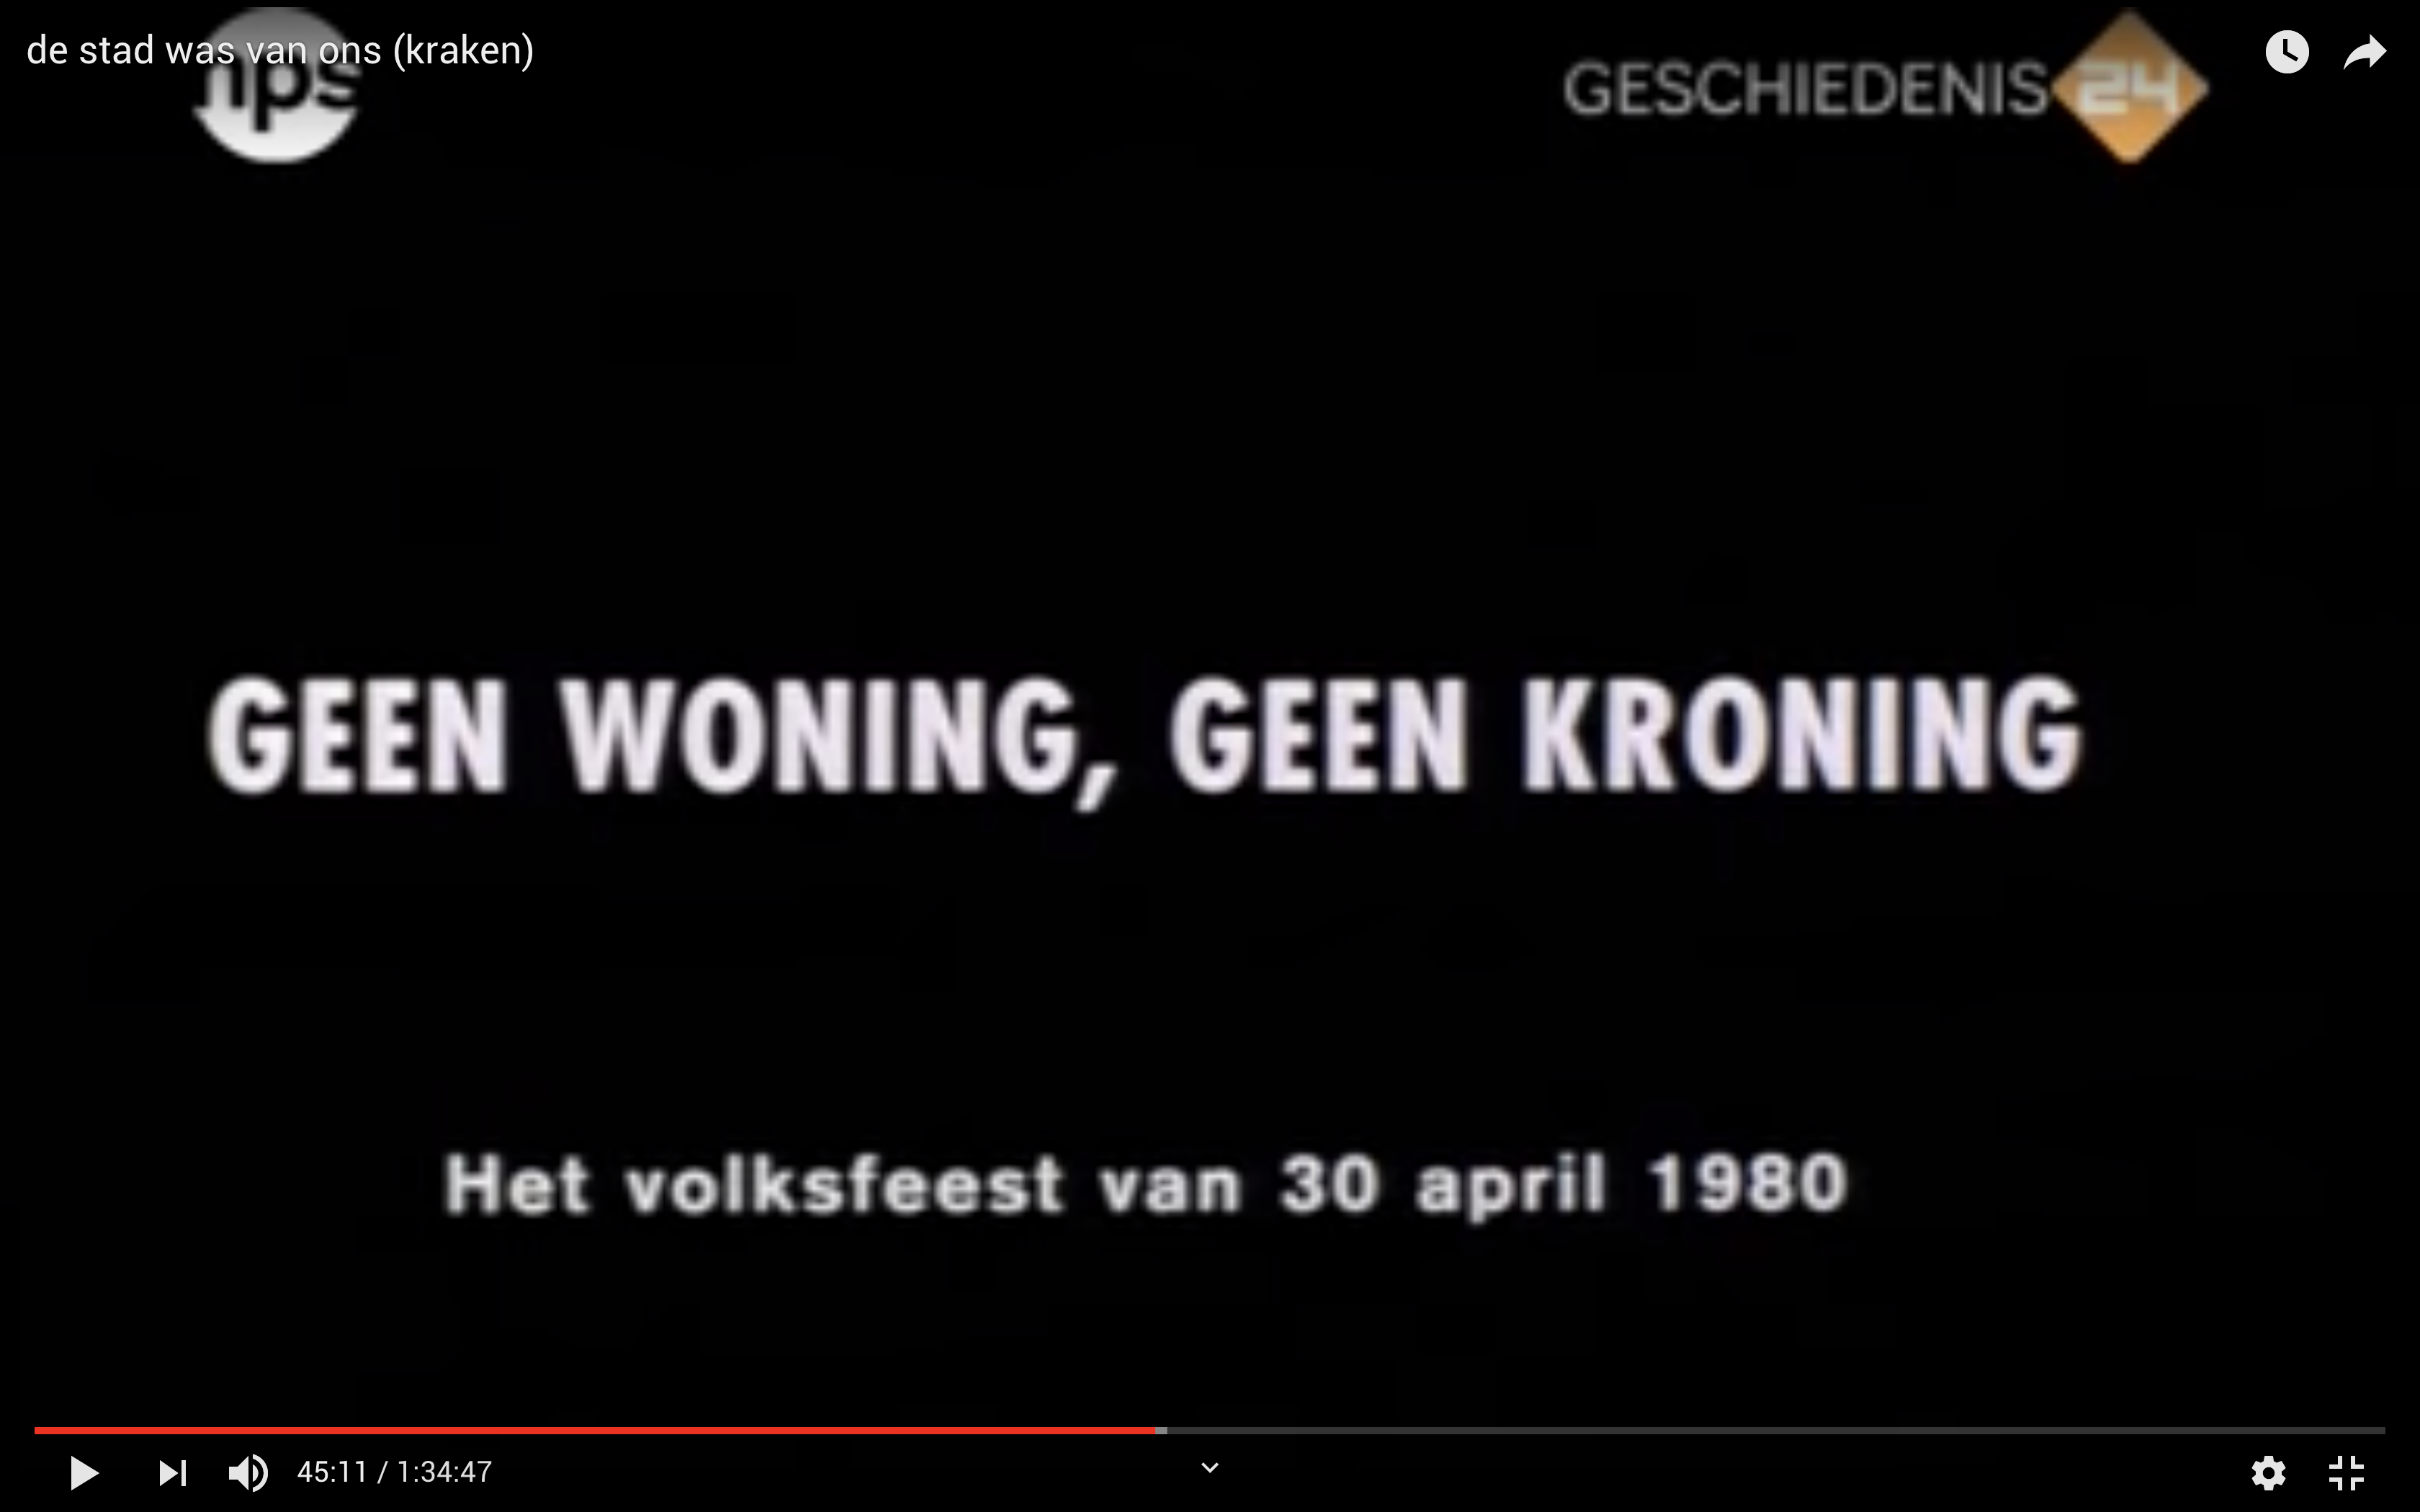 de stad was van ons (kraken)
nps
GESCHIEDENIS 24
GEEN WONING, GEEN KRONING
Het volksfeest van 30 april 1980
45:11 / 1:34:47